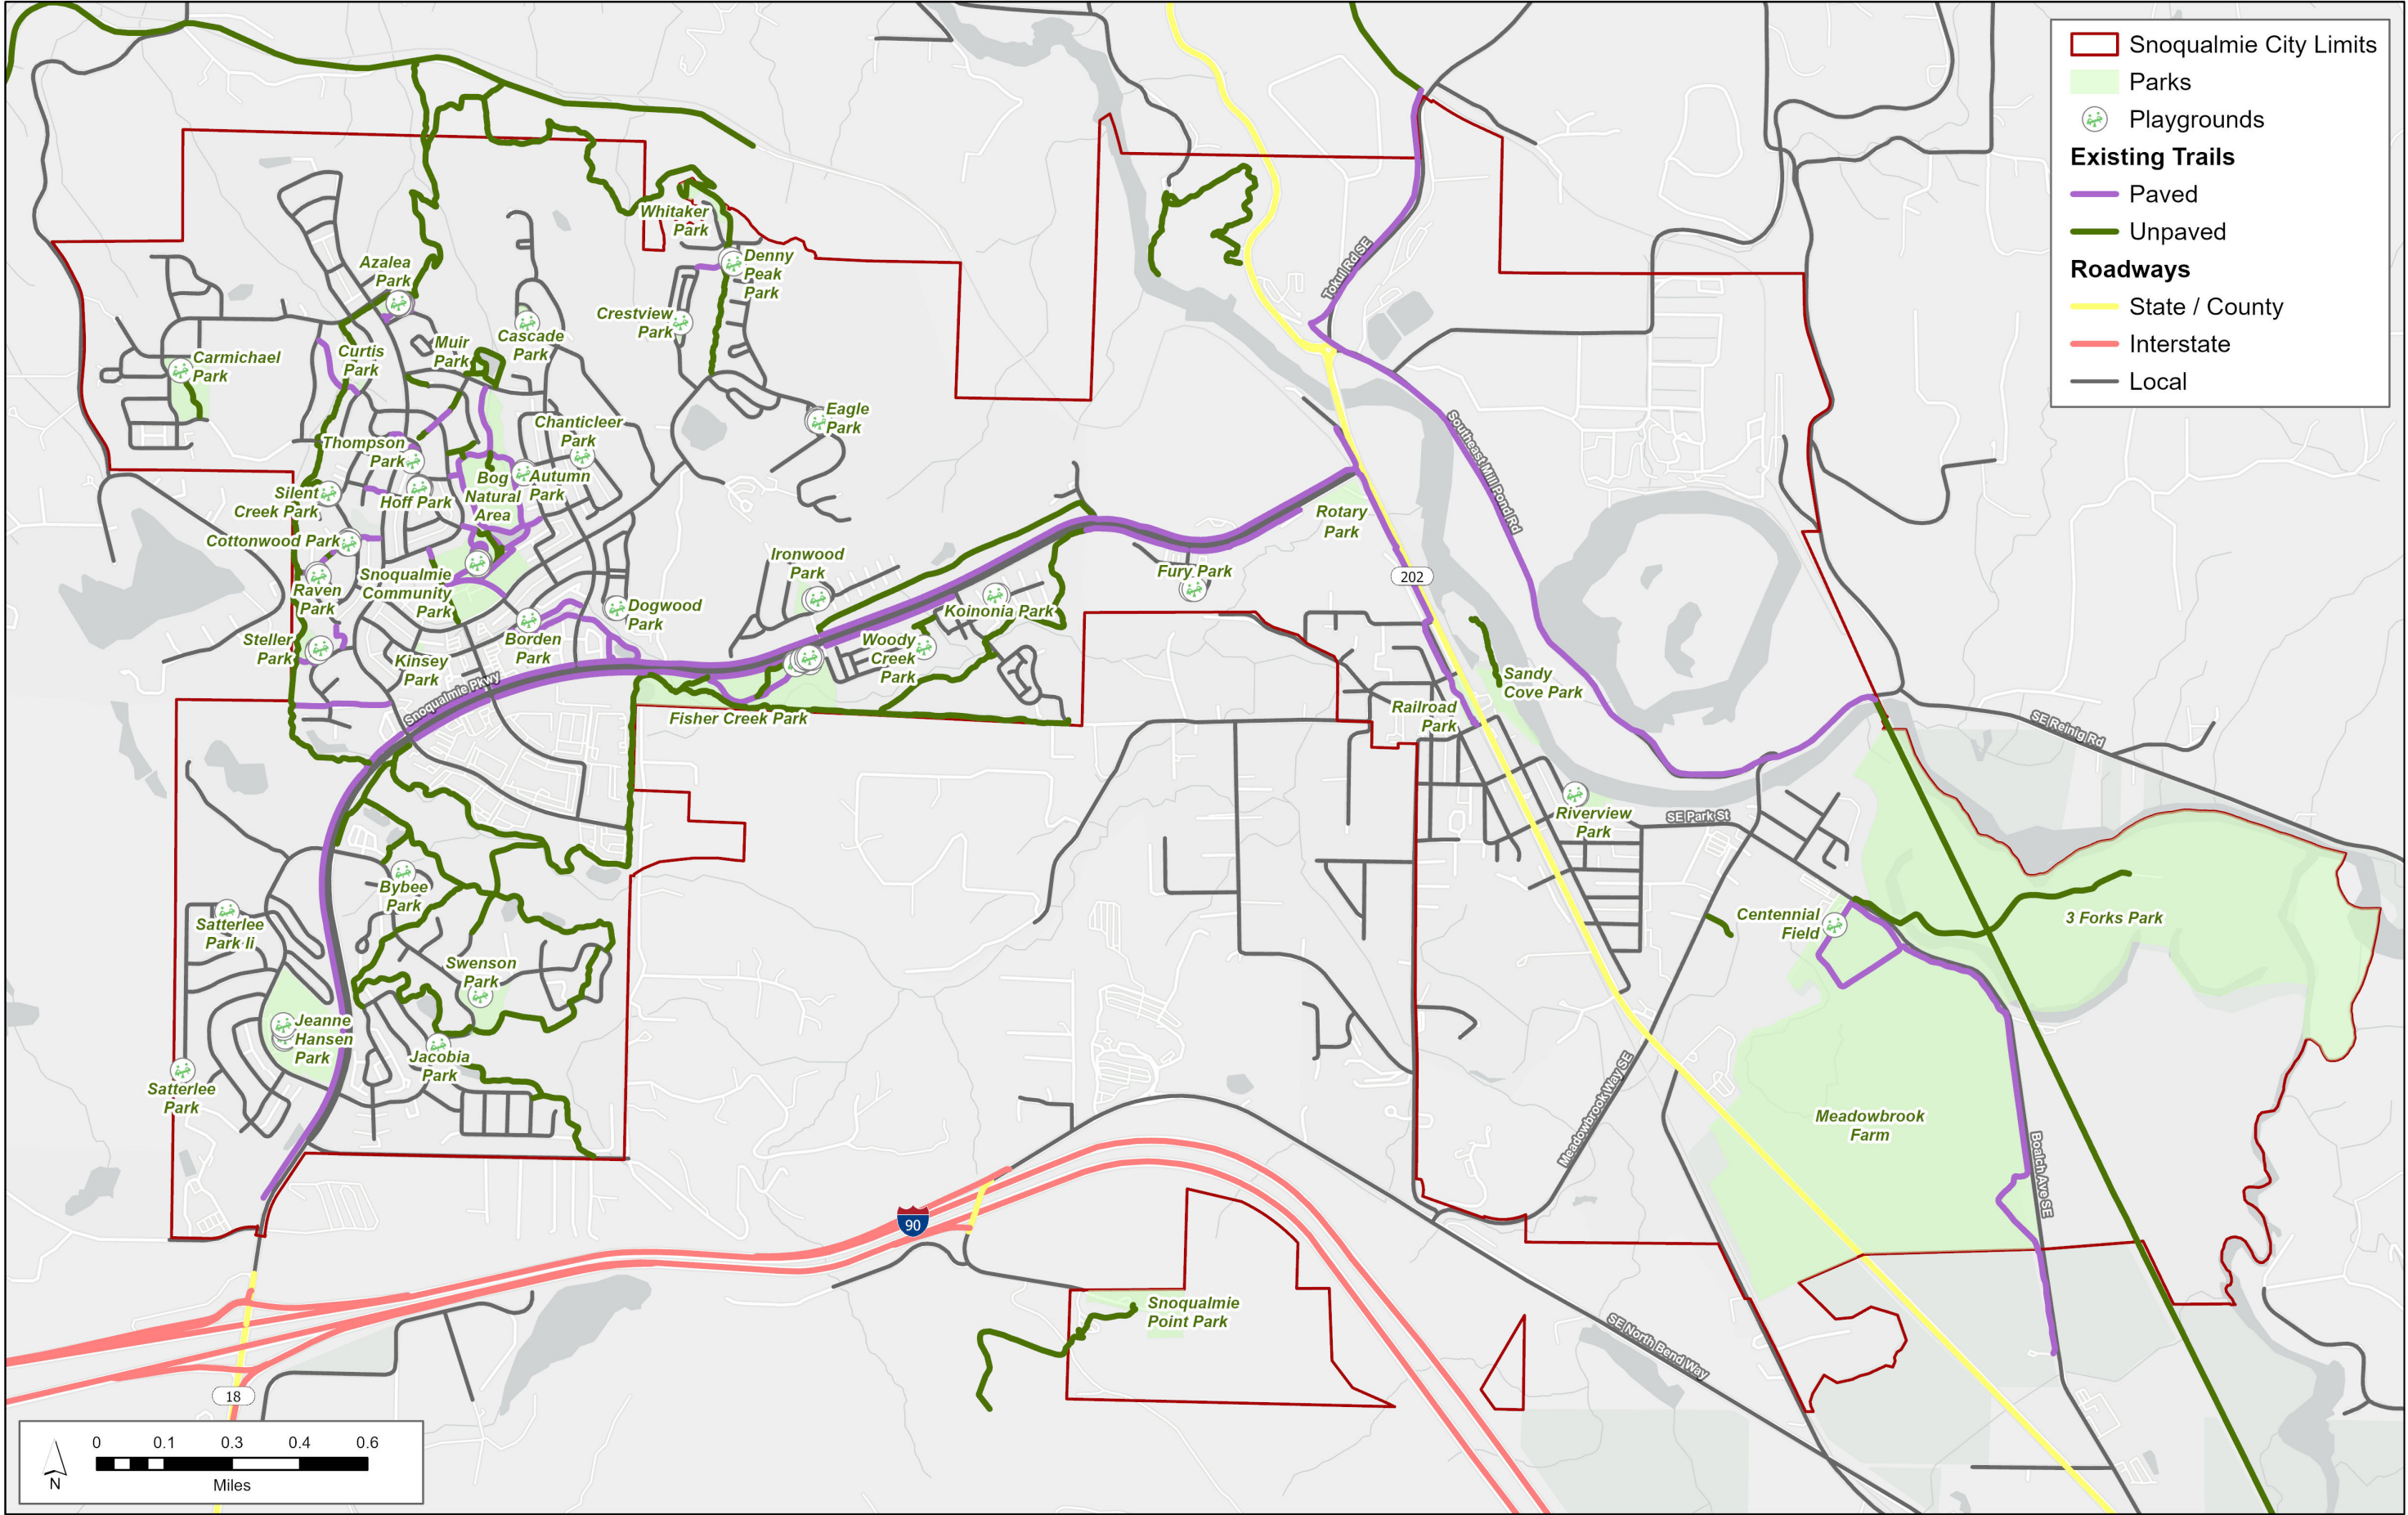 Snoqualmie City Limits
Parks
Playgrounds
Existing Trails
Paved
Unpaved
Roadways
State / County
Interstate
Local
Whitaker
Park
Denny
Peak
Park
Azalea
Park
Crestview
Park
Cascade
Park
Muir
Park
Curtis
Park
Carmichael
Park
Tokul Rd SE
Eagle
Park
Chanticleer
Park
Thompson
Park
Autumn
Park
Bog
Natural
Area
Hoff Park
Silent
Creek Park
Cottonwood Park
Southeast Mill Pond Rd
Rotary
Park
Ironwood
Park
Fury Park
202
Snoqualmie
Community
Park
Raven
Park
Koinonia Park
Dogwood
Park
Borden
Park
Woody
Creek
Park
Steller
Park
Kinsey
Park
Snoqualmie Pkwy
Fisher Creek Park
Sandy
Cove Park
Railroad
Park
SE Reinig Rd
Riverview
Park
SE Park St
Bybee
Park
Satterlee
Park Ii
Centennial
Field
3 Forks Park
Swenson
Park
Jeanne
Hansen
Park
Jacobia
Park
Satterlee
Park
Meadowbrook Way SE
Meadowbrook
Farm
Boalch Ave SE
90
Snoqualmie
Point Park
SE North Bend Way
18
0 0.1 0.3 0.4 0.6
Miles
N